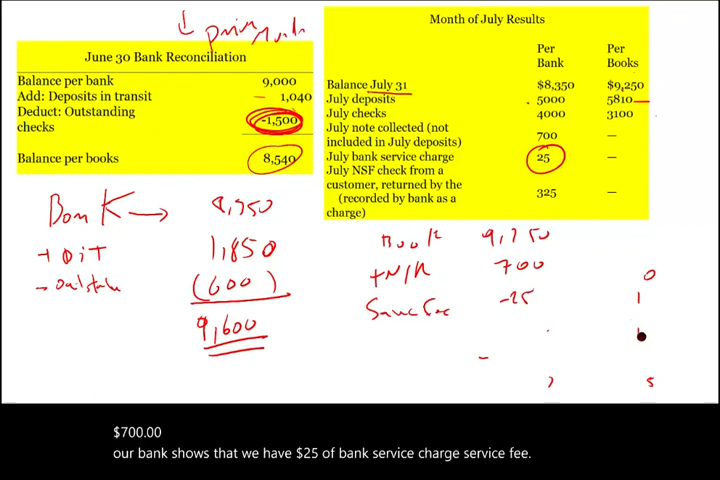 June 30 Bank Reconciliation
Balance per bank 9,000
Add: Deposits in transit 1,040
Deduct: Outstanding -1,500
checks
Balance per books 8,540
Month of July Results
Per Per
Bank Books
Balance July 31 $8,350 $9,250
July deposits 5000 5810
July checks 4000 3100
July note collected (not 700 —
included in July deposits)
July bank service charge 25 —
July NSF check from a
customer, returned by the 325 —
(recorded by bank as a
charge)
Bank
+ DiT 1,850
(600)
9,600
Book
+N/R 700
-25
$700.00
our bank shows that we have $25 of bank service charge service fee.